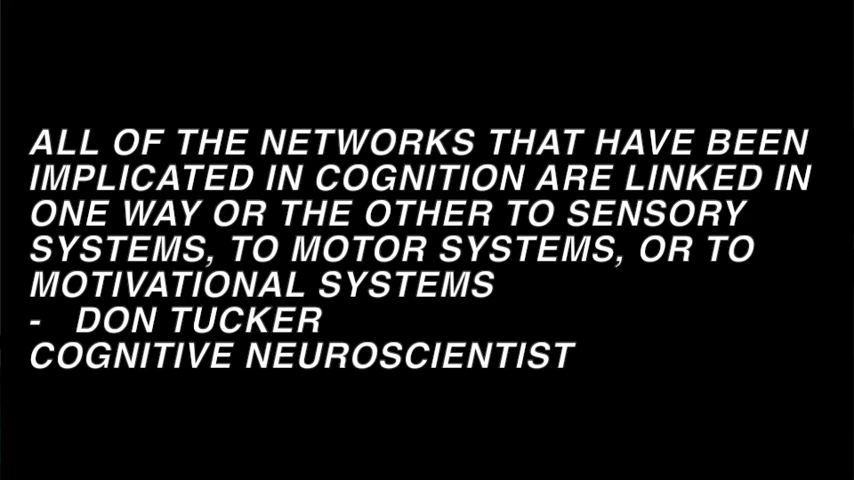 ALL OF THE NETWORKS THAT HAVE BEEN
IMPLICATED IN COGNITION ARE LINKED IN
ONE WAY OR THE OTHER TO SENSORY
SYSTEMS, TO MOTOR SYSTEMS, OR TO
MOTIVATIONAL SYSTEMS
- DON TUCKER
COGNITIVE NEUROSCIENTIST